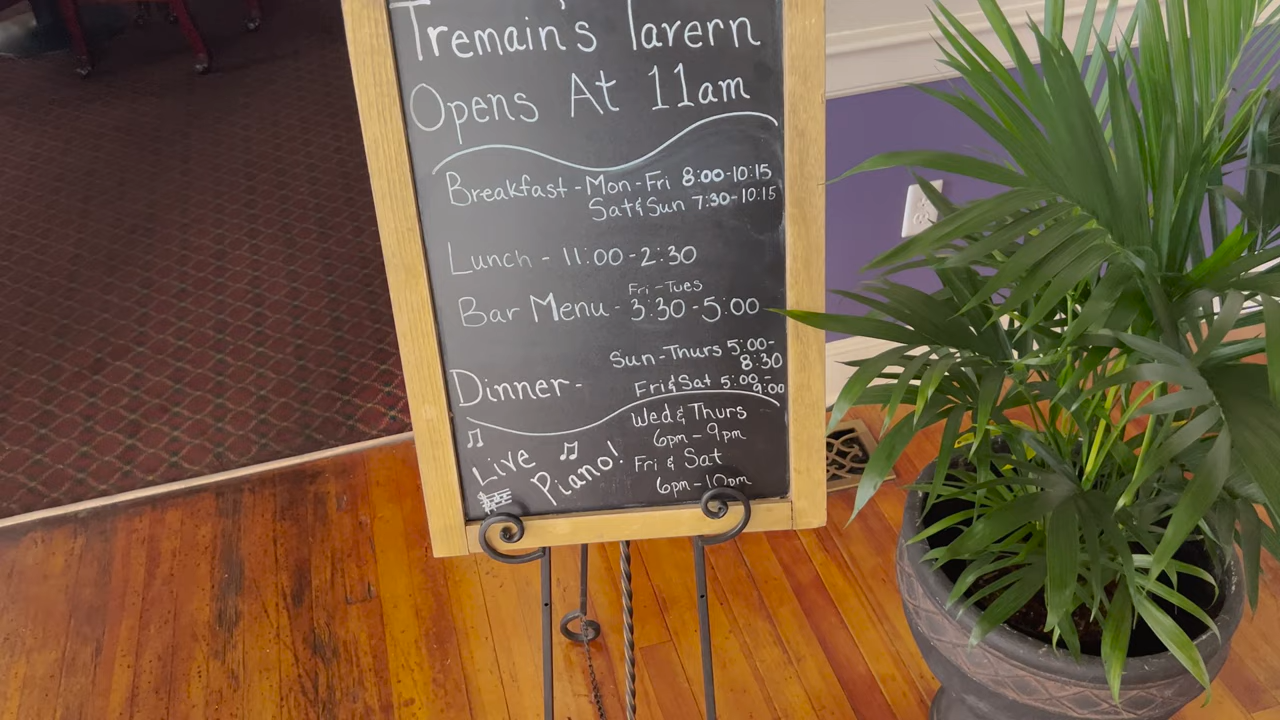 Tremain's Tavern
Opens At 11am
Breakfast - Mon - Fri 8:00-10:15
Sat & Sun 7:30-10:15
Lunch - 11:00 - 2:30
Fri - Tues
Bar Menu - 3:30 - 5:00
Sun - Thurs 5:00-
8:30
Dinner -
Fri & Sat 5:00-
9:00
Wed & Thurs
6pm - 9pm
Live Piano!
Fri & Sat
6pm - 10pm